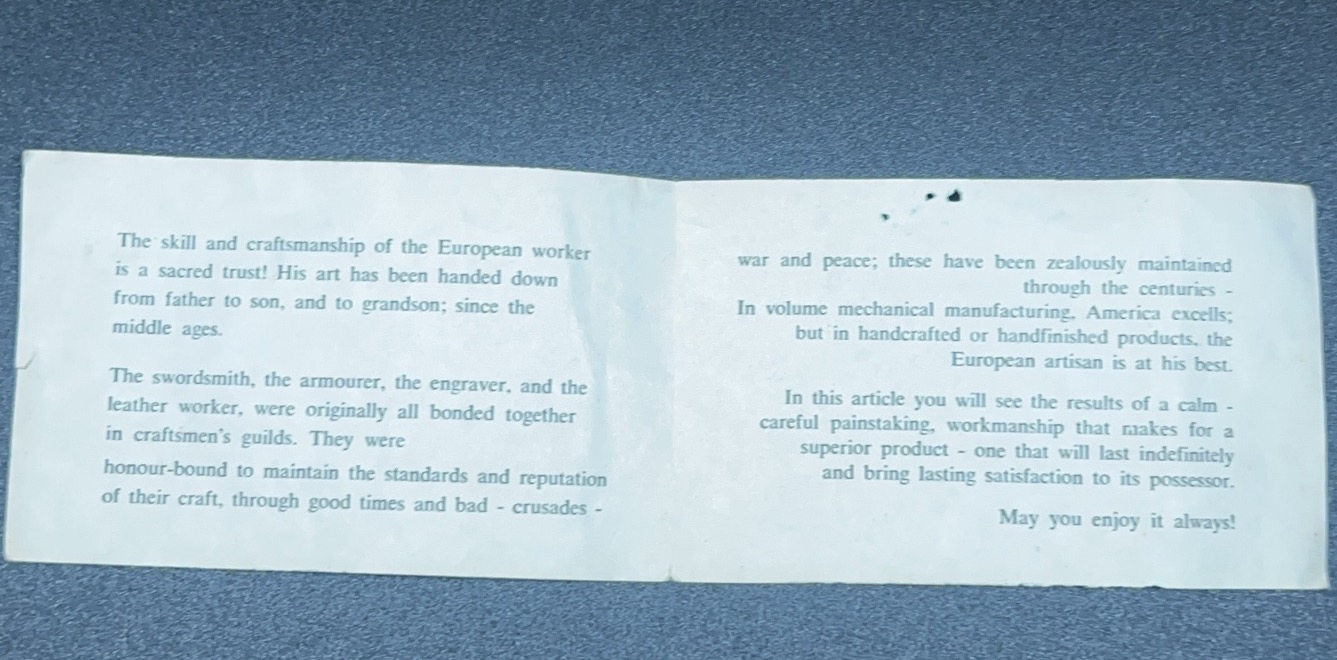 The skill and craftsmanship of the European worker
is a sacred trust! His art has been handed down
from father to son, and to grandson; since the
middle ages.
The swordsmith, the armourer, the engraver, and the
leather worker, were originally all bonded together
in craftsmen's guilds. They were
honour-bound to maintain the standards and reputation
of their craft, through good times and bad - crusades -
war and peace; these have been zealously maintained
through the centuries -
In volume mechanical manufacturing, America excells;
but in handcrafted or handfinished products, the
European artisan is at his best.
In this article you will see the results of a calm -
careful painstaking, workmanship that makes for a
superior product - one that will last indefinitely
and bring lasting satisfaction to its possessor.
May you enjoy it always!